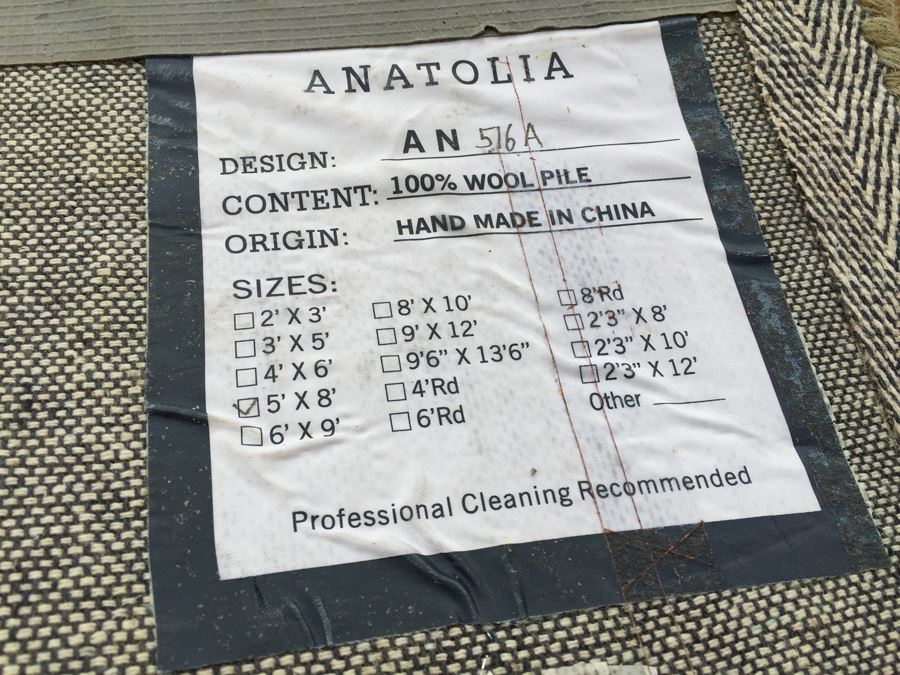 ANATOLIA
DESIGN: AN 516A
CONTENT: 100% WOOL PILE
ORIGIN: HAND MADE IN CHINA
SIZES:
☐ 2' X 3' ☐ 8' X 10' ☐ 8'Rd
☐ 3' X 5' ☐ 9' X 12' ☐ 2'3" X 8'
☐ 4' X 6' ☐ 9'6" X 13'6" ☐ 2'3" X 10'
☑ 5' X 8' ☐ 4'Rd ☐ 2'3" X 12'
☐ 6' X 9' ☐ 6'Rd Other ____
Professional Cleaning Recommended